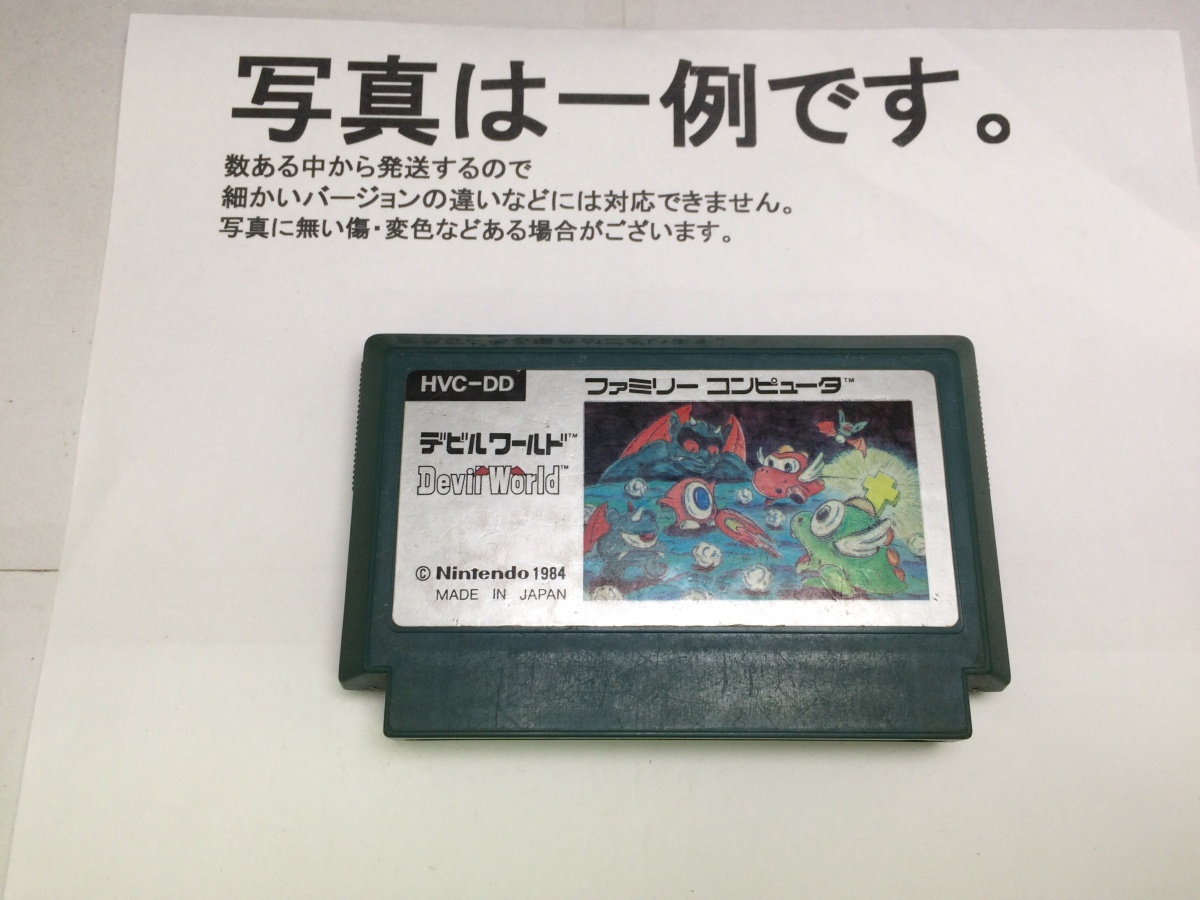 写真は一例です。
数ある中から発送するので
細かいバージョンの違いなどには対応できません。
写真に無い傷・変色などある場合がございます。
HVC-DD
ファミリー コンピュータ™
デビルワールド™
Devil World™
© Nintendo 1984
MADE IN JAPAN